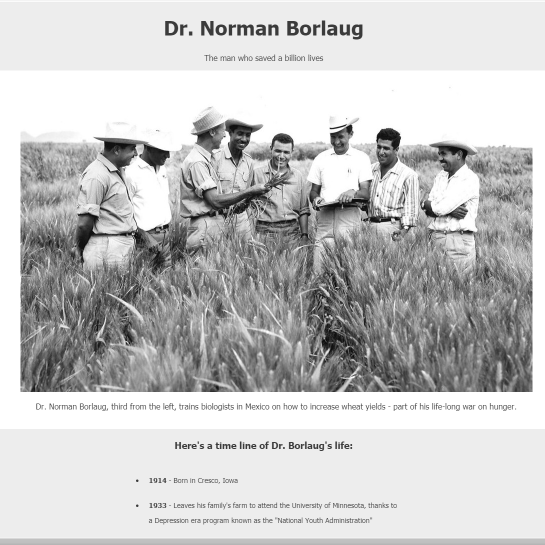 Dr. Norman Borlaug
The man who saved a billion lives
Dr. Norman Borlaug, third from the left, trains biologists in Mexico on how to increase wheat yields - part of his life-long war on hunger.
Here's a time line of Dr. Borlaug's life:
• 1914 - Born in Cresco, Iowa
• 1933 - Leaves his family's farm to attend the University of Minnesota, thanks to
a Depression era program known as the "National Youth Administration"